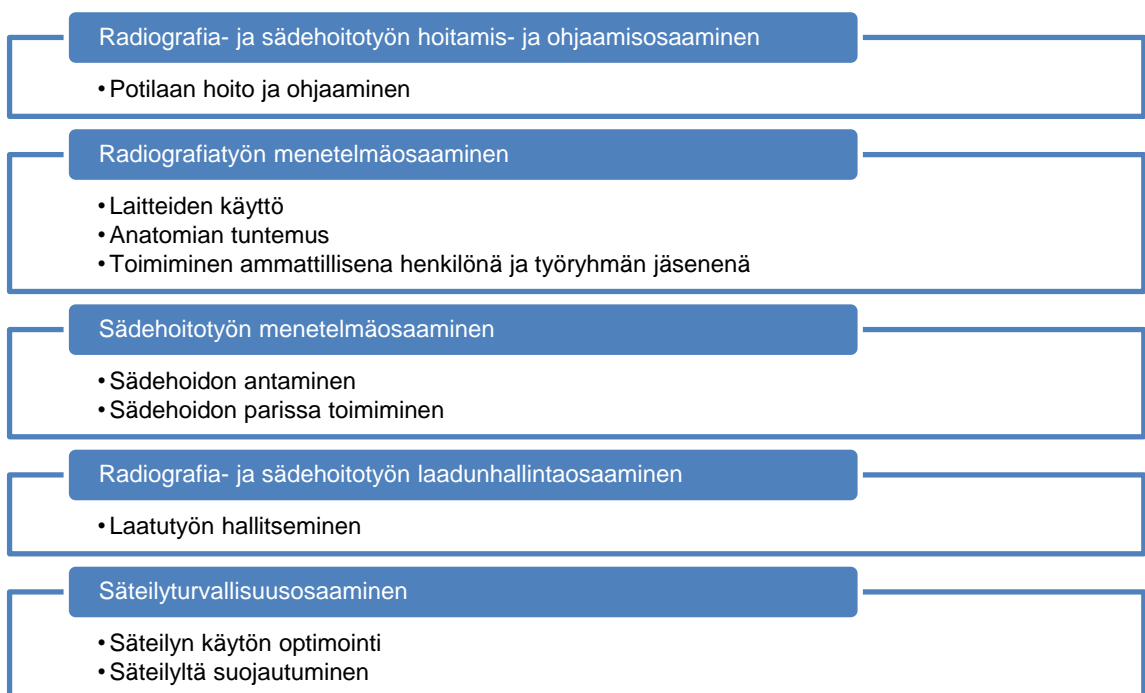 Radiografia- ja sädehoitotyön hoitamis- ja ohjaamisosaaminen
• Potilaan hoito ja ohjaaminen
Radiografiatyön menetelmäosaaminen
• Laitteiden käyttö
• Anatomian tuntemus
• Toimiminen ammattillisena henkilönä ja työryhmän jäsenenä
Sädehoitotyön menetelmäosaaminen
• Sädehoidon antaminen
• Sädehoidon parissa toimiminen
Radiografia- ja sädehoitotyön laadunhallintaosaaminen
• Laatutyön hallitseminen
Säteilyturvallisuusosaaminen
• Säteilyn käytön optimointi
• Säteilyltä suojautuminen